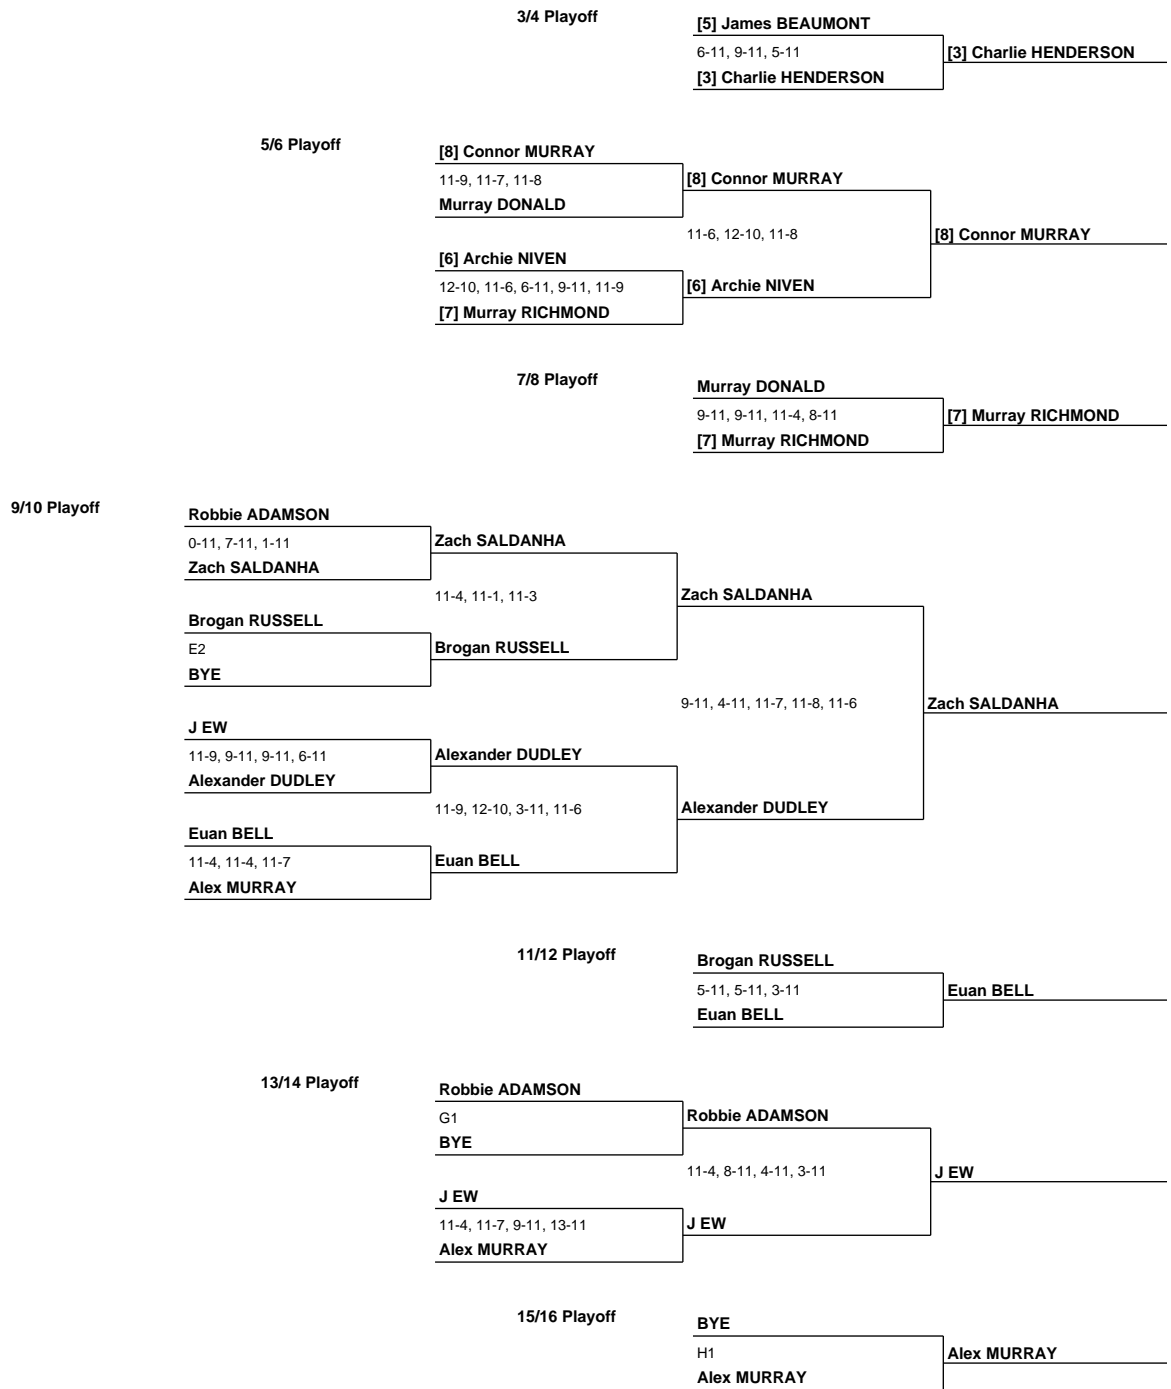 3/4 Playoff
[5] James BEAUMONT
6-11, 9-11, 5-11
[3] Charlie HENDERSON
[3] Charlie HENDERSON
5/6 Playoff
[8] Connor MURRAY
11-9, 11-7, 11-8
[8] Connor MURRAY
Murray DONALD
11-6, 12-10, 11-8
[8] Connor MURRAY
[6] Archie NIVEN
12-10, 11-6, 6-11, 9-11, 11-9
[6] Archie NIVEN
[7] Murray RICHMOND
7/8 Playoff
Murray DONALD
9-11, 9-11, 11-4, 8-11
[7] Murray RICHMOND
[7] Murray RICHMOND
9/10 Playoff
Robbie ADAMSON
0-11, 7-11, 1-11
Zach SALDANHA
Zach SALDANHA
11-4, 11-1, 11-3
Zach SALDANHA
Brogan RUSSELL
E2
Brogan RUSSELL
BYE
9-11, 4-11, 11-7, 11-8, 11-6
Zach SALDANHA
J EW
11-9, 9-11, 9-11, 6-11
Alexander DUDLEY
Alexander DUDLEY
11-9, 12-10, 3-11, 11-6
Alexander DUDLEY
Euan BELL
11-4, 11-4, 11-7
Euan BELL
Alex MURRAY
11/12 Playoff
Brogan RUSSELL
5-11, 5-11, 3-11
Euan BELL
Euan BELL
13/14 Playoff
Robbie ADAMSON
G1
Robbie ADAMSON
BYE
11-4, 8-11, 4-11, 3-11
J EW
J EW
11-4, 11-7, 9-11, 13-11
J EW
Alex MURRAY
15/16 Playoff
BYE
H1
Alex MURRAY
Alex MURRAY